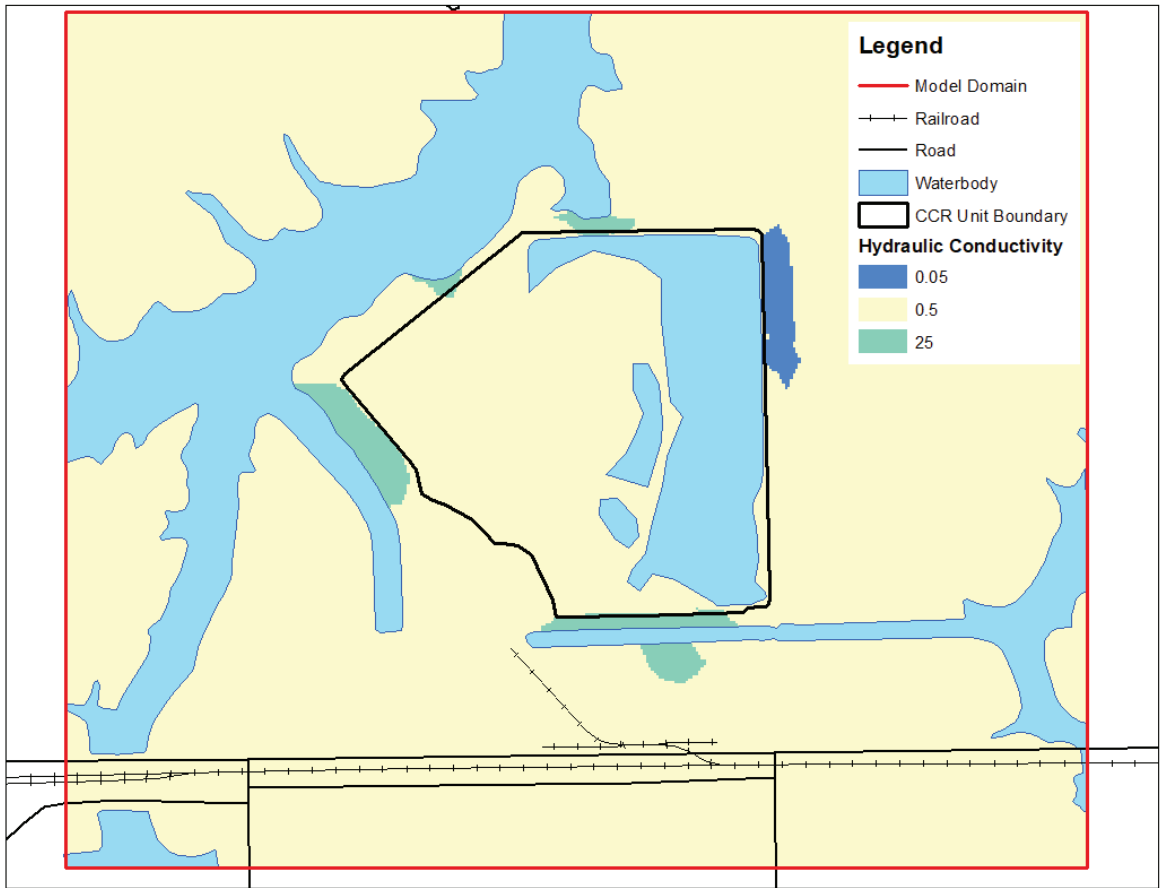 Legend
Model Domain
Railroad
Road
Waterbody
CCR Unit Boundary
Hydraulic Conductivity
0.05
0.5
25